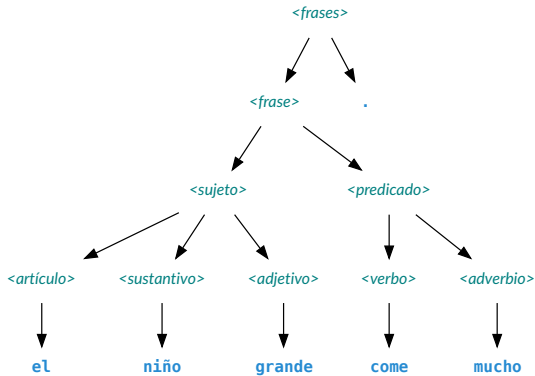 <frases>
<frase> .
<sujeto> <predicado>
<artículo> <sustantivo> <adjetivo> <verbo> <adverbio>
el niño grande come mucho